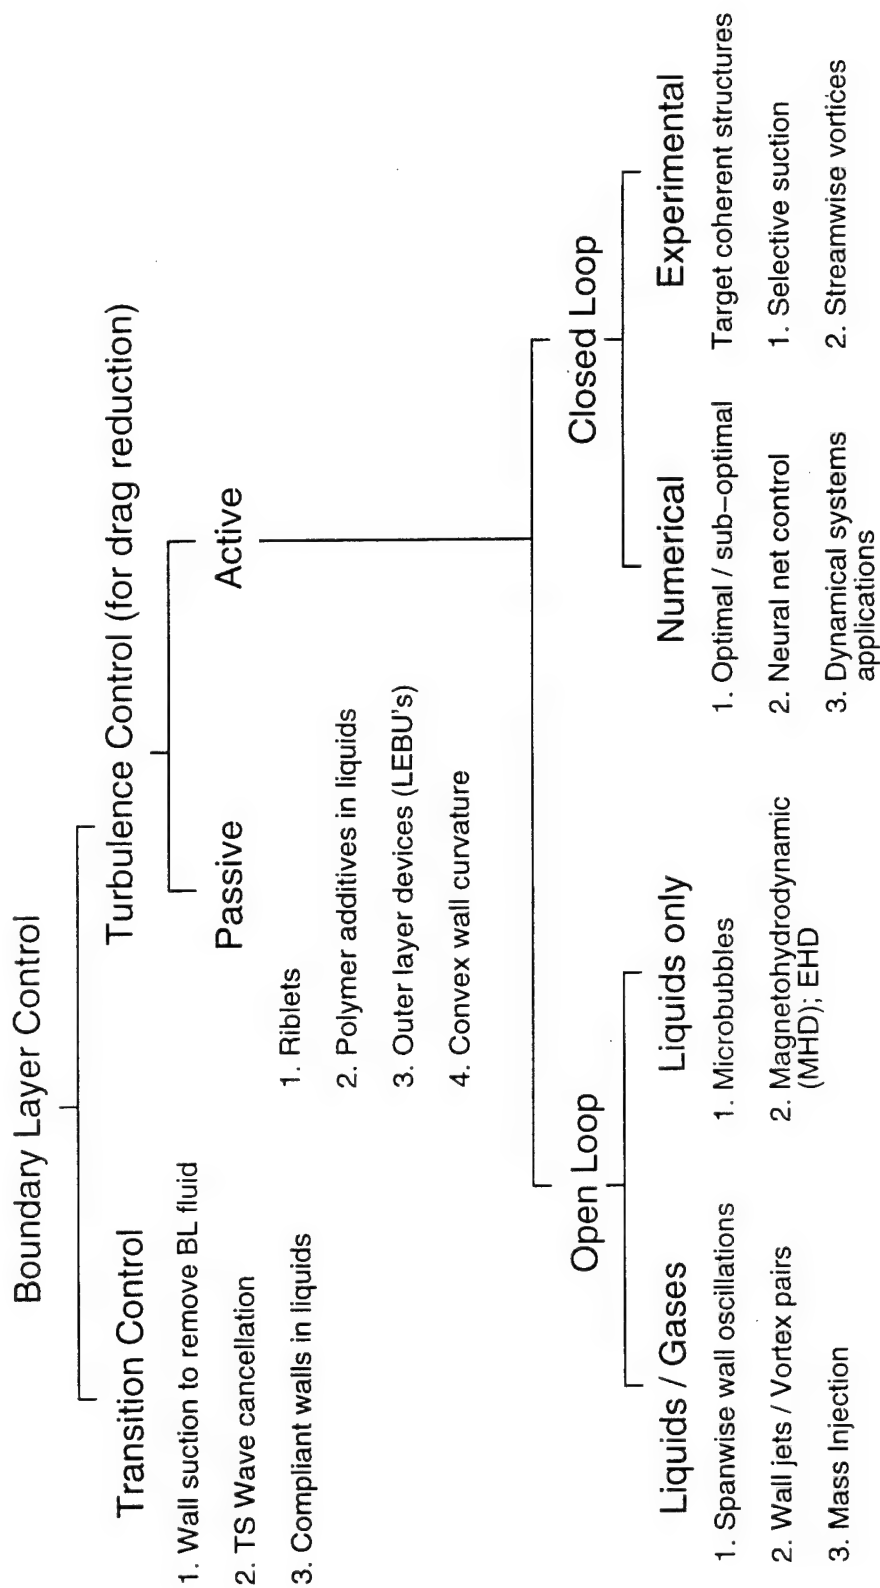 Boundary Layer Control
Transition Control
1. Wall suction to remove BL fluid
2. TS Wave cancellation
3. Compliant walls in liquids
Turbulence Control (for drag reduction)
Passive
1. Riblets
2. Polymer additives in liquids
3. Outer layer devices (LEBU's)
4. Convex wall curvature
Active
Open Loop
Liquids / Gases
1. Spanwise wall oscillations
2. Wall jets / Vortex pairs
3. Mass Injection
Liquids only
1. Microbubbles
2. Magnetohydrodynamic
(MHD); EHD
Closed Loop
Numerical
1. Optimal / sub-optimal
2. Neural net control
3. Dynamical systems
applications
Experimental
Target coherent structures
1. Selective suction
2. Streamwise vortices